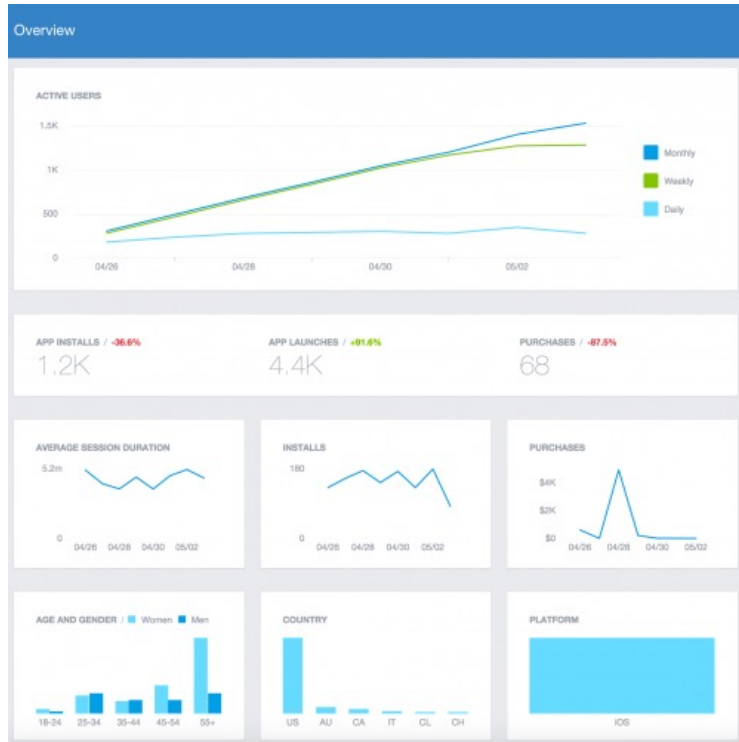 Overview
ACTIVE USERS
1.5K
1K
500
0
04/26 04/28 04/30 05/02
Monthly
Weekly
Daily
APP INSTALLS / -36.6% APP LAUNCHES / +91.6% PURCHASES / -87.5%
1.2K 4.4K 68
AVERAGE SESSION DURATION
5.2m
0
04/26 04/28 04/30 05/02
INSTALLS
180
0
04/26 04/28 04/30 05/02
PURCHASES
$4K
$2K
$0
04/26 04/28 04/30 05/02
AGE AND GENDER / Women Men
18-24 25-34 35-44 45-54 55+
COUNTRY
US AU CA IT CL CH
PLATFORM
IOS